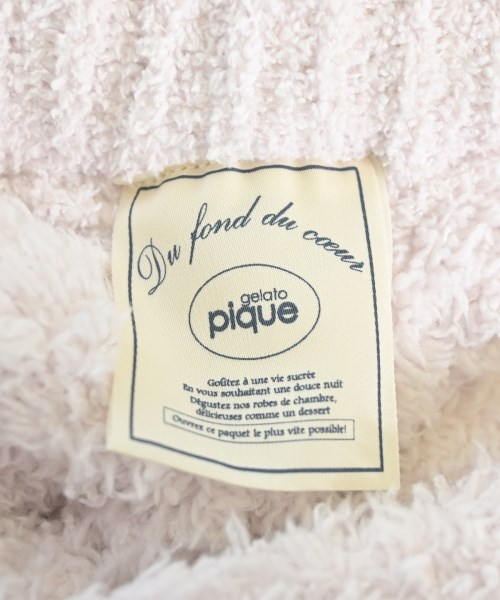 Du fond du cœur
gelato
pique
Goûtez à une vie sucrée
En vous souhaitant une douce nuit
Dégustez nos robes de chambre,
délicieuses comme un dessert
Ouvrez ce paquet le plus vite possible!